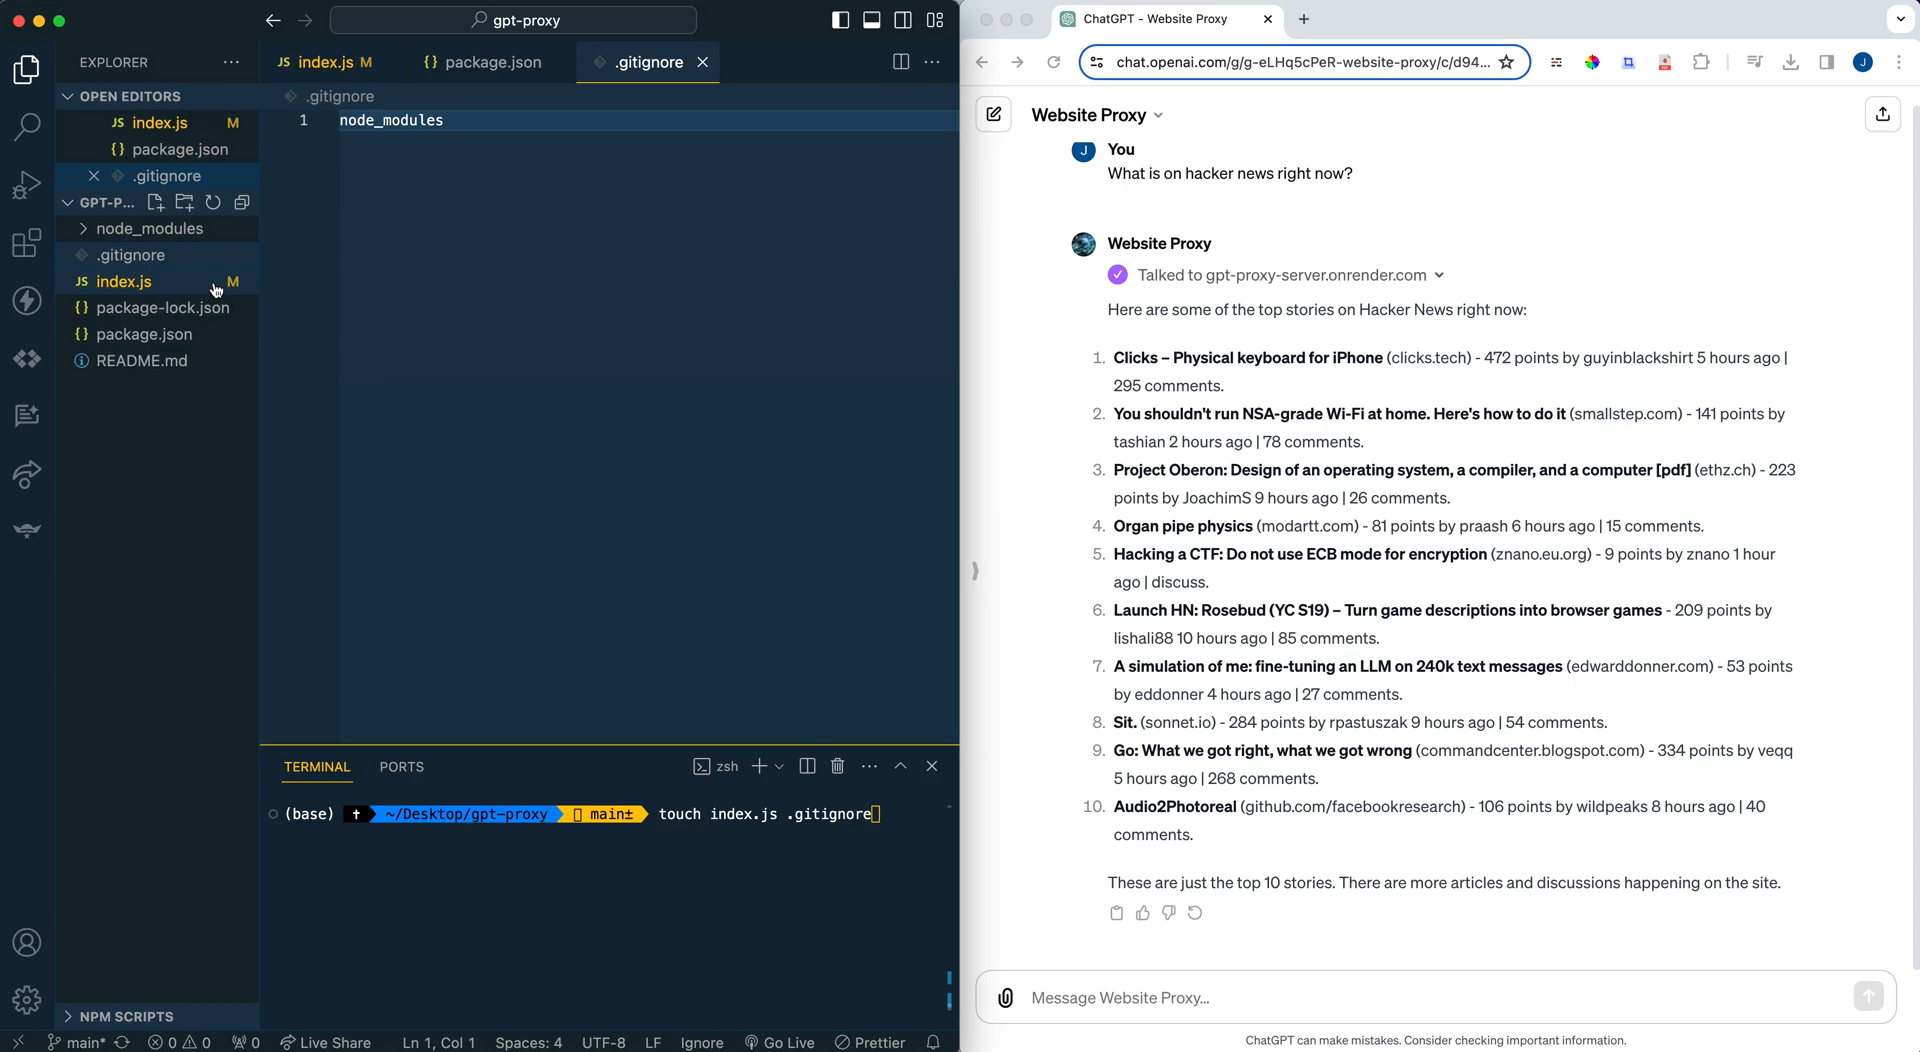 gpt-proxy
EXPLORER
OPEN EDITORS
JS index.js M
{} package.json
.gitignore
GPT-P...
node_modules
.gitignore
JS index.js M
{} package-lock.json
{} package.json
README.md
NPM SCRIPTS
JS index.js M
{} package.json
.gitignore
.gitignore
1 node_modules
TERMINAL PORTS
zsh
(base) ~/Desktop/gpt-proxy main± touch index.js .gitignore
main* 0 0 0 Live Share Ln 1, Col 1 Spaces: 4 UTF-8 LF Ignore Go Live Prettier
ChatGPT - Website Proxy
chat.openai.com/g/g-eLHq5cPeR-website-proxy/c/d94...
J
Website Proxy
J You
What is on hacker news right now?
Website Proxy
Talked to gpt-proxy-server.onrender.com
Here are some of the top stories on Hacker News right now:
1. Clicks – Physical keyboard for iPhone (clicks.tech) - 472 points by guyinblackshirt 5 hours ago |
295 comments.
2. You shouldn't run NSA-grade Wi-Fi at home. Here's how to do it (smallstep.com) - 141 points by
tashian 2 hours ago | 78 comments.
3. Project Oberon: Design of an operating system, a compiler, and a computer [pdf] (ethz.ch) - 223
points by JoachimS 9 hours ago | 26 comments.
4. Organ pipe physics (modartt.com) - 81 points by praash 6 hours ago | 15 comments.
5. Hacking a CTF: Do not use ECB mode for encryption (znano.eu.org) - 9 points by znano 1 hour
ago | discuss.
6. Launch HN: Rosebud (YC S19) – Turn game descriptions into browser games - 209 points by
lishali88 10 hours ago | 85 comments.
7. A simulation of me: fine-tuning an LLM on 240k text messages (edwarddonner.com) - 53 points
by eddonner 4 hours ago | 27 comments.
8. Sit. (sonnet.io) - 284 points by rpastuszak 9 hours ago | 54 comments.
9. Go: What we got right, what we got wrong (commandcenter.blogspot.com) - 334 points by veqq
5 hours ago | 268 comments.
10. Audio2Photoreal (github.com/facebookresearch) - 106 points by wildpeaks 8 hours ago | 40
comments.
These are just the top 10 stories. There are more articles and discussions happening on the site.
Message Website Proxy...
ChatGPT can make mistakes. Consider checking important information.